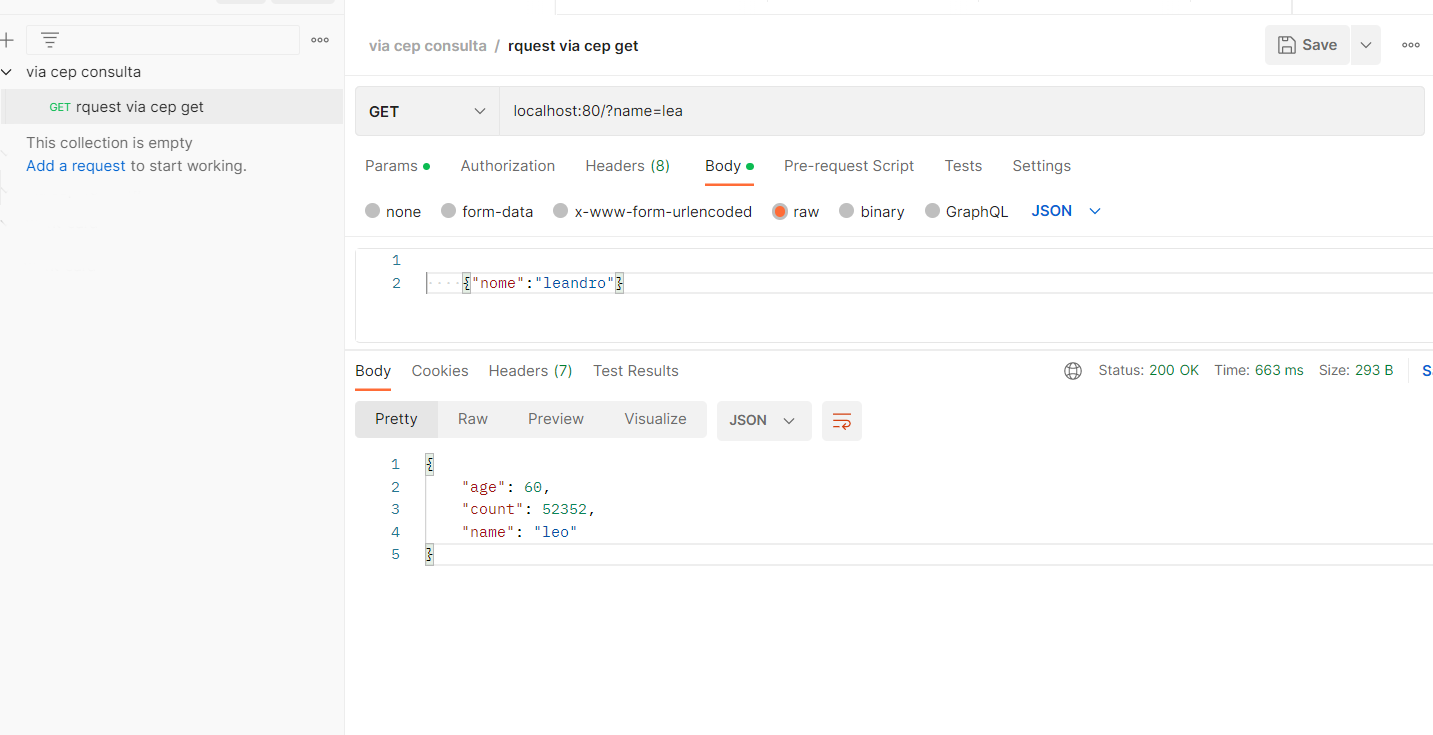 via cep consulta / rquest via cep get
Save
via cep consulta
GET rquest via cep get
This collection is empty
Add a request to start working.
GET
localhost:80/?name=lea
Params
Authorization
Headers (8)
Body
Pre-request Script
Tests
Settings
none
form-data
x-www-form-urlencoded
raw
binary
GraphQL
JSON
1
2 {"nome":"leandro"}
Body
Cookies
Headers (7)
Test Results
Status: 200 OK
Time: 663 ms
Size: 293 B
Pretty
Raw
Preview
Visualize
JSON
1 {
2 "age": 60,
3 "count": 52352,
4 "name": "leo"
5 }